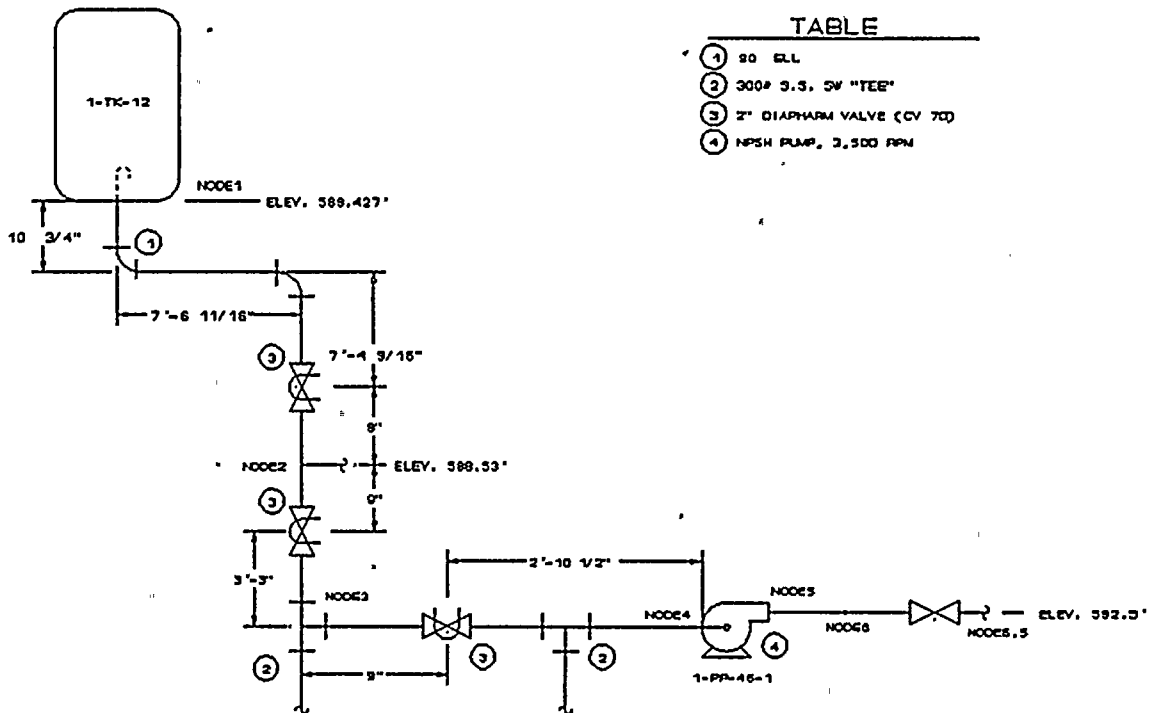 TABLE
1 90 ELL
2 300# S.S. SW "TEE"
3 2" DIAPHARM VALVE (CV 70)
4 NPSH PUMP, 3,500 RPM
1-TK-12
NODE1
ELEV. 589.427'
10 3/4"
1
7'-6 11/16"
3
7'-4 9/16"
9"
NODE2
ELEV. 588.53'
3
9"
2'-10 1/2"
3'-3"
NODE3
NODE4
NODE5
NODE6
NODE6.5
ELEV. 592.5'
2
9"
3
2
4
1-PP-46-1